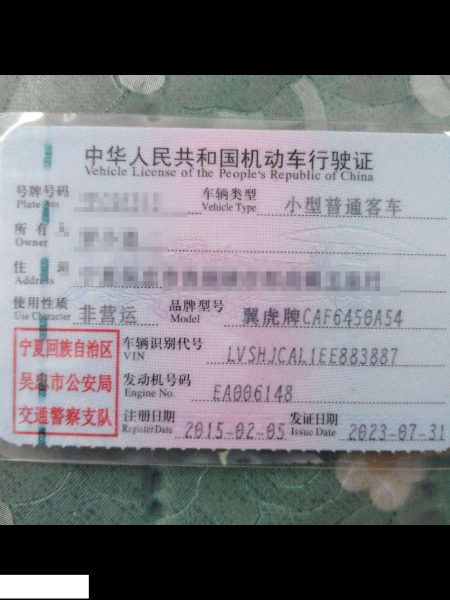 中华人民共和国机动车行驶证
Vehicle License of the People's Republic of China
号牌号码
Plate No.
车辆类型
Vehicle Type
小型普通客车
所有人
Owner
住址
Address
使用性质
Use Character
非营运
品牌型号
Model
翼虎牌CAF6450A54
宁夏回族自治区
吴忠市公安局
交通警察支队
车辆识别代号
VIN
LVSHJCAL1EE883887
发动机号码
Engine No.
EA006148
注册日期
Register Date
2015-02-05
发证日期
Issue Date
2023-07-31